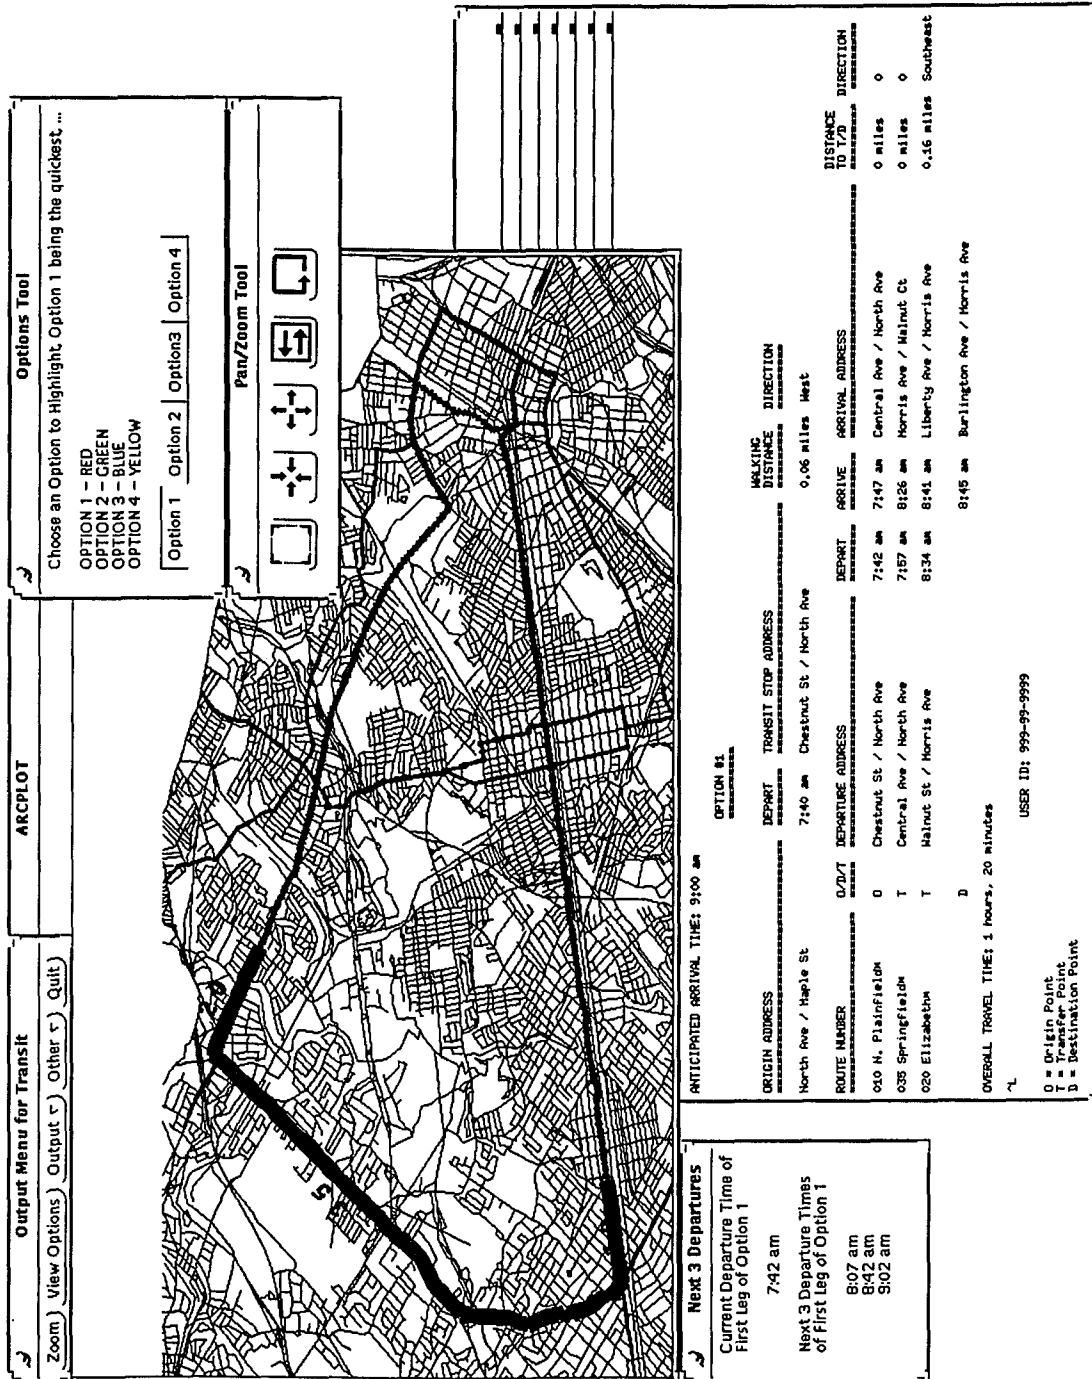 Output Menu for Transit
Zoom View Options Output Other Quit
ARCPLOT
Options Tool
Choose an Option to Highlight, Option 1 being the quickest ...
OPTION 1 – RED
OPTION 2 – GREEN
OPTION 3 – BLUE
OPTION 4 – YELLOW
Option 1 Option 2 Option3 Option 4
Pan/Zoom Tool
Next 3 Departures
Current Departure Time of
First Leg of Option 1
7:42 am
Next 3 Departure Times
of First Leg of Option 1
8:07 am
8:42 am
9:02 am
ANTICIPATED ARRIVAL TIME: 9:00 am
OPTION #1
ORIGIN ADDRESS DEPART TRANSIT STOP ADDRESS WALKING DISTANCE DIRECTION
North Ave / Maple St 7:40 am Chestnut St / North Ave 0.06 miles West
ROUTE NUMBER O/D/T DEPARTURE ADDRESS DEPART ARRIVE ARRIVAL ADDRESS DISTANCE TO T/D DIRECTION
010 N. PlainfieldM O Chestnut St / North Ave 7:42 am 7:47 am Central Ave / North Ave 0 miles o
035 SpringfieldM T Central Ave / North Ave 7:57 am 8:26 am Morris Ave / Walnut Ct 0 miles o
020 ElizabethM T Walnut St / Morris Ave 8:34 am 8:41 am Liberty Ave / Morris Ave 0.16 miles Southeast
D 8:45 am Burlington Ave / Morris Ave
OVERALL TRAVEL TIME: 1 hours, 20 minutes
^L
USER ID: 999-99-9999
O = Origin Point
T = Transfer Point
D = Destination Point